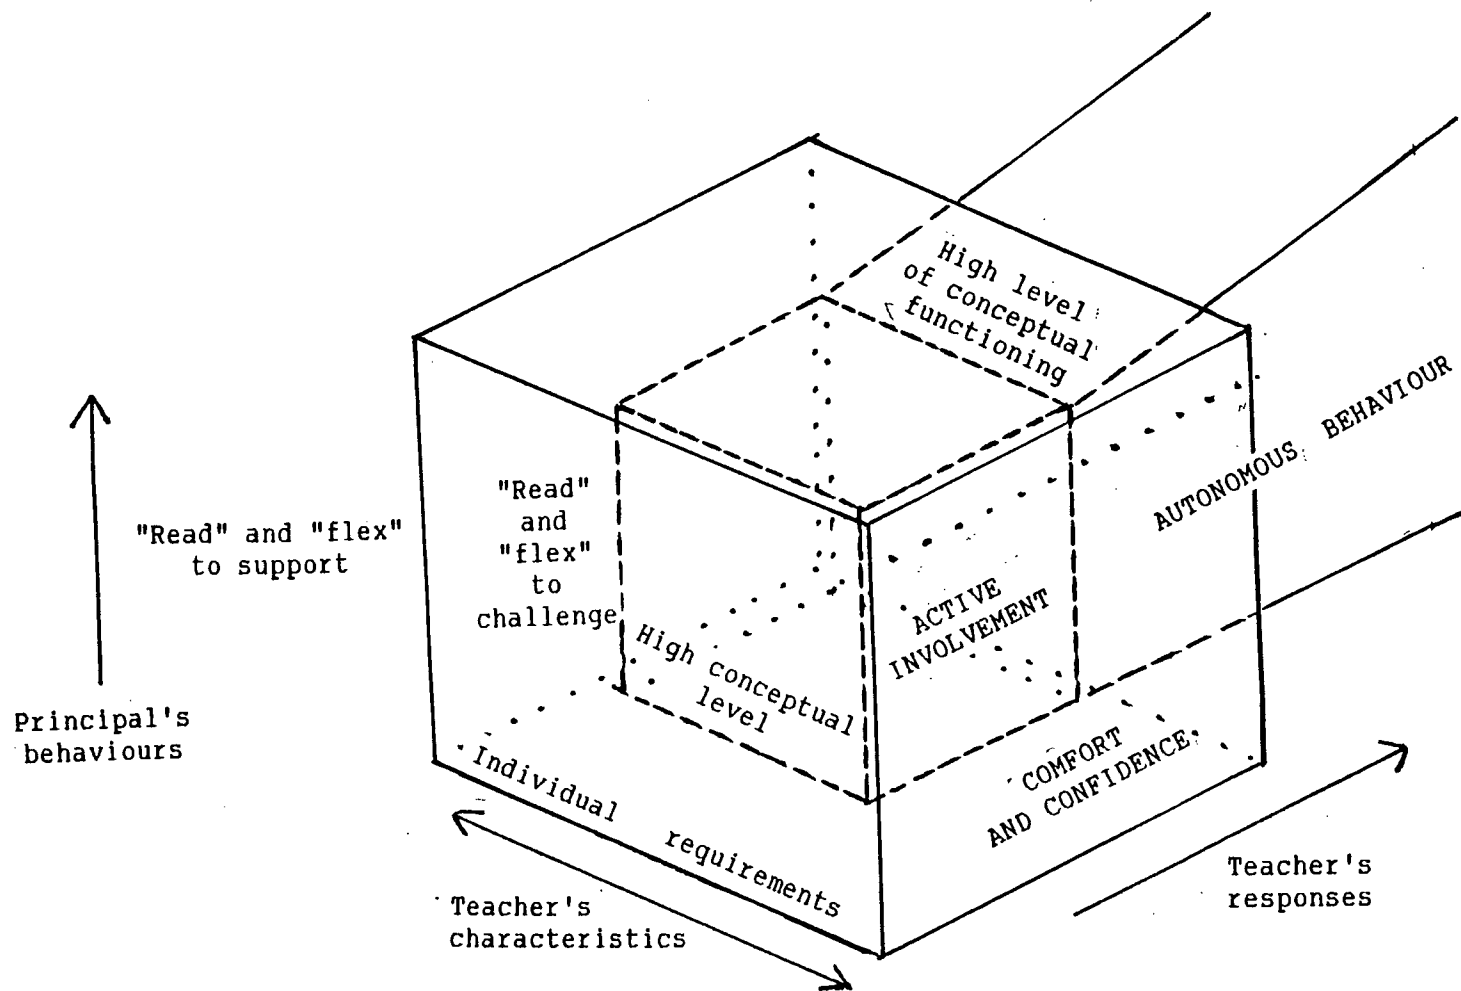 High level
of conceptual
functioning
AUTONOMOUS BEHAVIOUR
"Read"
and
"flex"
to
challenge
"Read" and "flex"
to support
ACTIVE
INVOLVEMENT
High conceptual
level
Principal's
behaviours
COMFORT
AND CONFIDENCE
Individual requirements
Teacher's
responses
Teacher's
characteristics